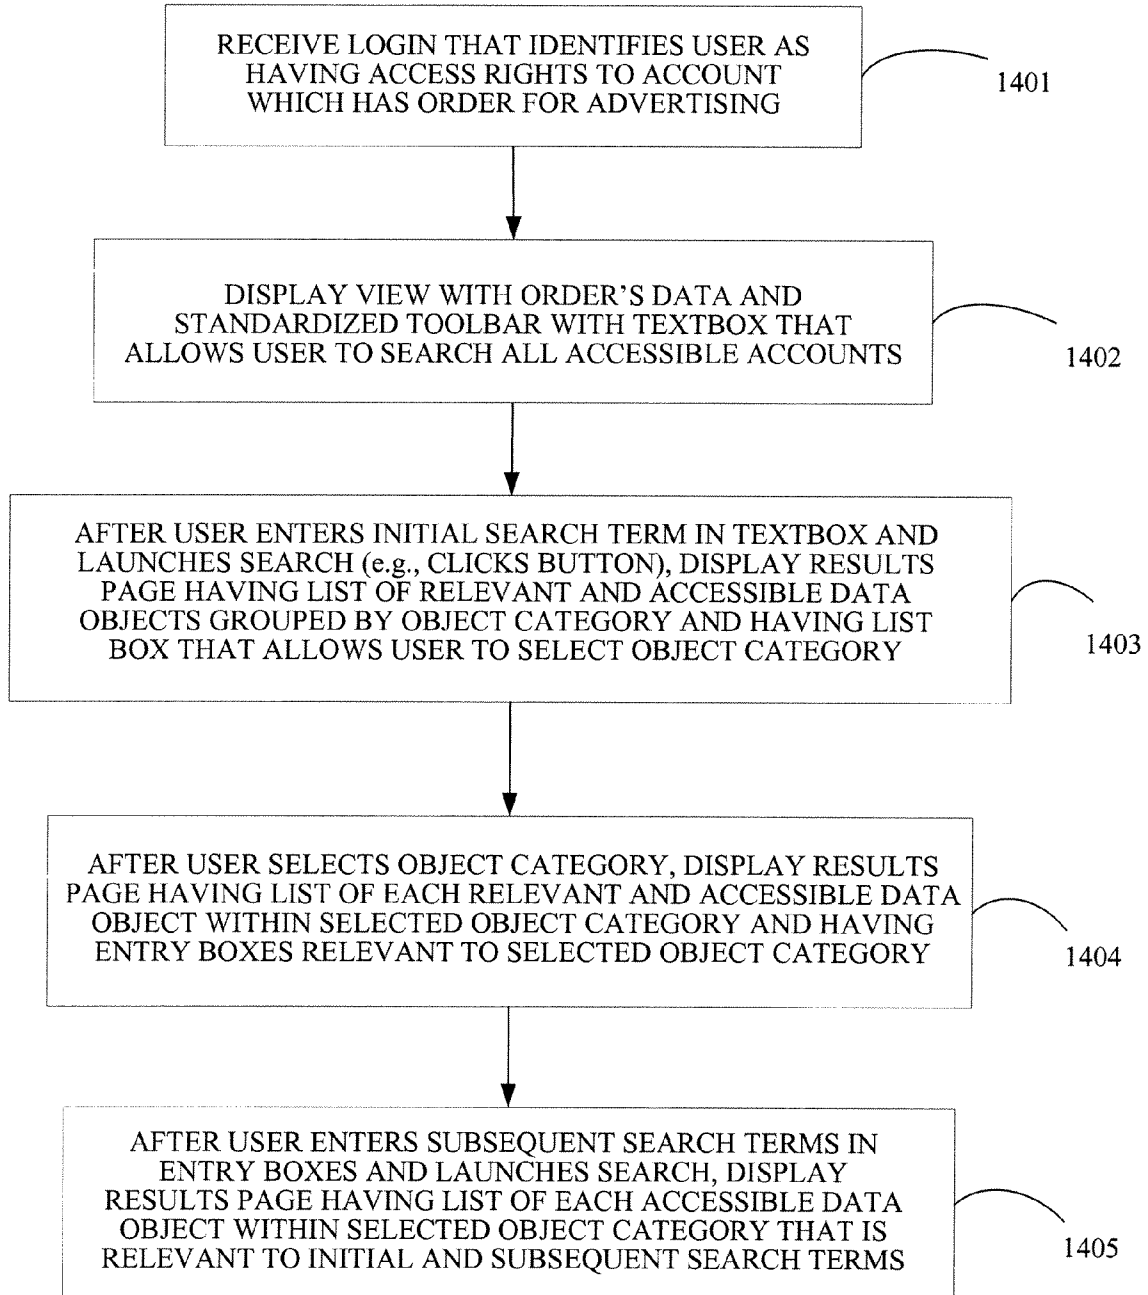 RECEIVE LOGIN THAT IDENTIFIES USER AS
HAVING ACCESS RIGHTS TO ACCOUNT
WHICH HAS ORDER FOR ADVERTISING
1401
DISPLAY VIEW WITH ORDER'S DATA AND
STANDARDIZED TOOLBAR WITH TEXTBOX THAT
ALLOWS USER TO SEARCH ALL ACCESSIBLE ACCOUNTS
1402
AFTER USER ENTERS INITIAL SEARCH TERM IN TEXTBOX AND
LAUNCHES SEARCH (e.g., CLICKS BUTTON), DISPLAY RESULTS
PAGE HAVING LIST OF RELEVANT AND ACCESSIBLE DATA
OBJECTS GROUPED BY OBJECT CATEGORY AND HAVING LIST
BOX THAT ALLOWS USER TO SELECT OBJECT CATEGORY
1403
AFTER USER SELECTS OBJECT CATEGORY, DISPLAY RESULTS
PAGE HAVING LIST OF EACH RELEVANT AND ACCESSIBLE DATA
OBJECT WITHIN SELECTED OBJECT CATEGORY AND HAVING
ENTRY BOXES RELEVANT TO SELECTED OBJECT CATEGORY
1404
AFTER USER ENTERS SUBSEQUENT SEARCH TERMS IN
ENTRY BOXES AND LAUNCHES SEARCH, DISPLAY
RESULTS PAGE HAVING LIST OF EACH ACCESSIBLE DATA
OBJECT WITHIN SELECTED OBJECT CATEGORY THAT IS
RELEVANT TO INITIAL AND SUBSEQUENT SEARCH TERMS
1405